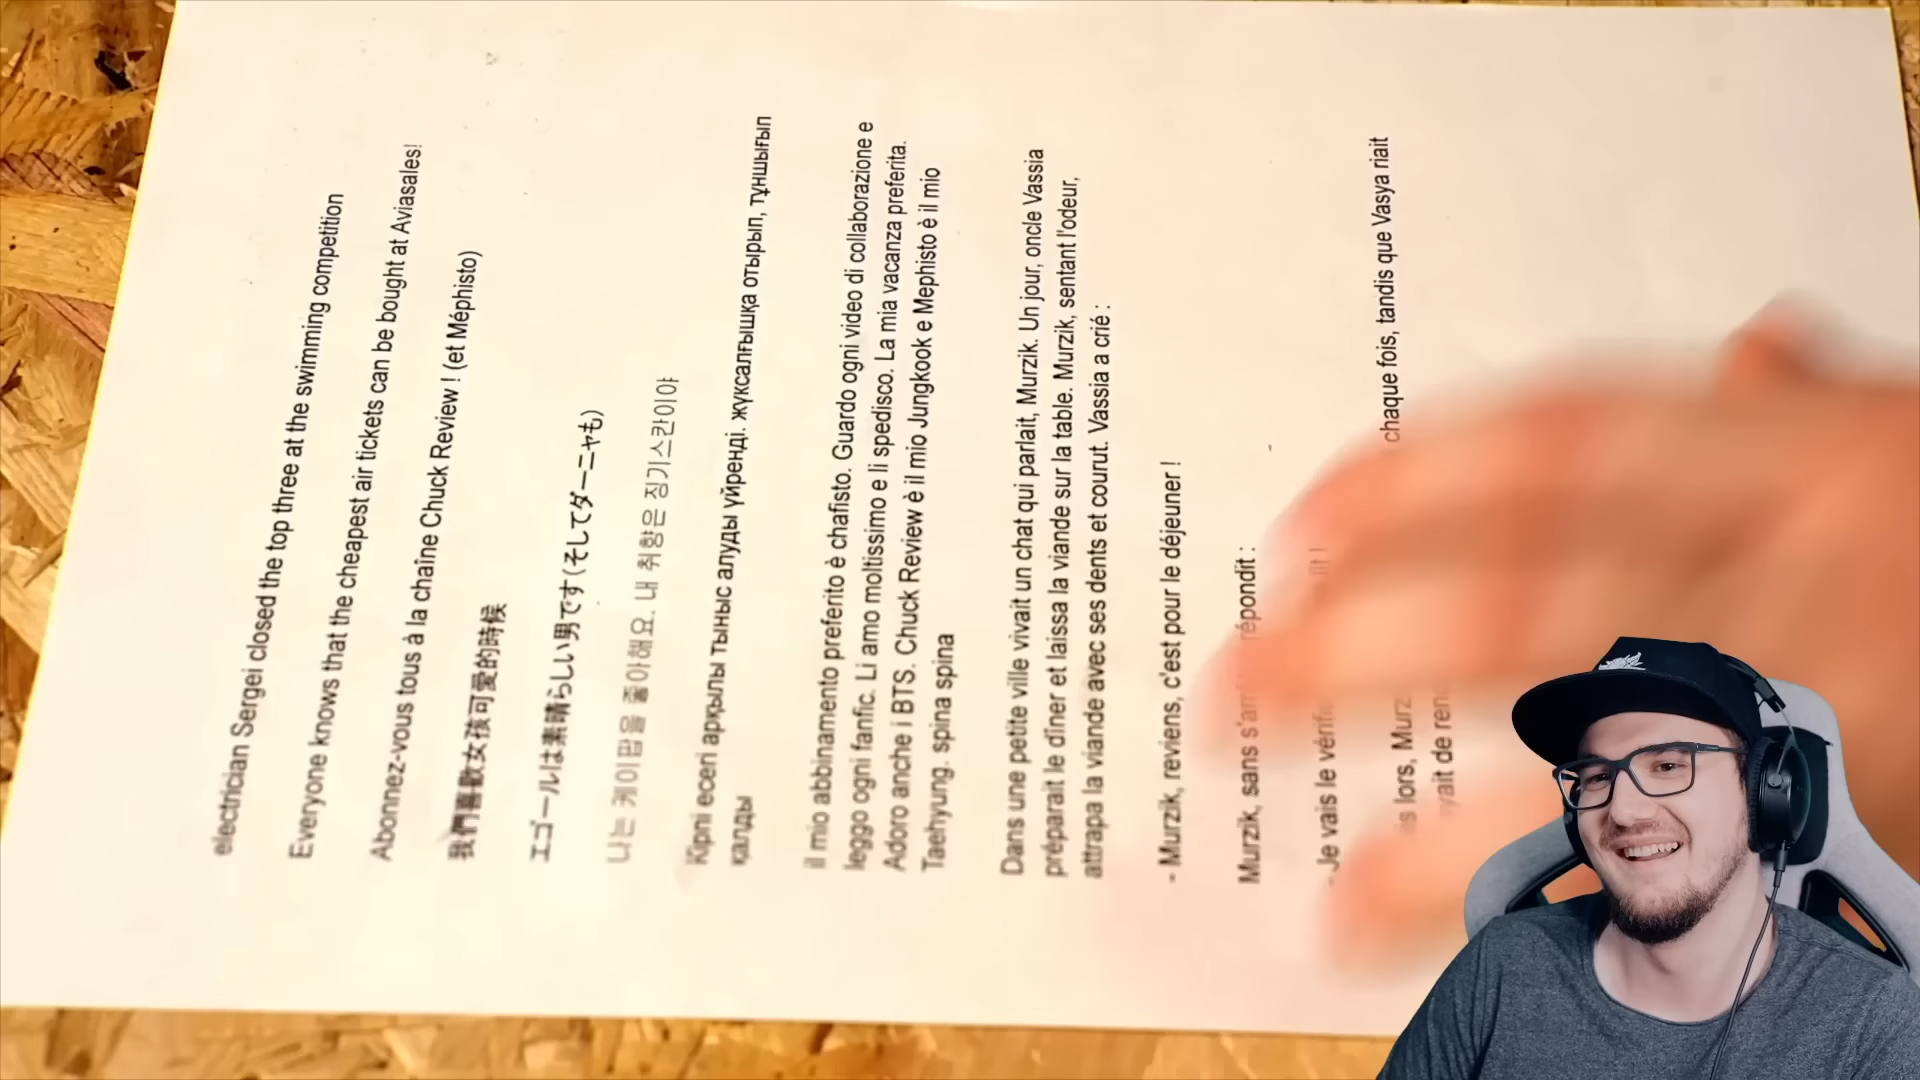 electrician Sergei closed the top three at the swimming competition
Everyone knows that the cheapest air tickets can be bought at Aviasales!
Abonnez-vous tous à la chaîne Chuck Review ! (et Méphisto)
我們喜歡女孩可愛的時候
エゴールは素晴らしい男です(そしてダーニャも)
나는 케이팝을 좋아해요. 내 취향은 징기스칸이야
Кірпі есегі арқылы тыныс алуды үйренді. жүксалғышқа отырып, тұншығып
қалды
il mio abbinamento preferito è chafisto. Guardo ogni video di collaborazione e
leggo ogni fanfic. Li amo moltissimo e li spedisco. La mia vacanza preferita.
Adoro anche i BTS. Chuck Review è il mio Jungkook e Mephisto è il mio
Taehyung. spina spina
Dans une petite ville vivait un chat qui parlait, Murzik. Un jour, oncle Vassia
préparait le dîner et laissa la viande sur la table. Murzik, sentant l'odeur,
attrapa la viande avec ses dents et courut. Vassia a crié :
- Murzik, reviens, c'est pour le déjeuner !
Murzik, sans répondit :
- Je vais le
lors, chaque fois, tandis que Vasya riait
de